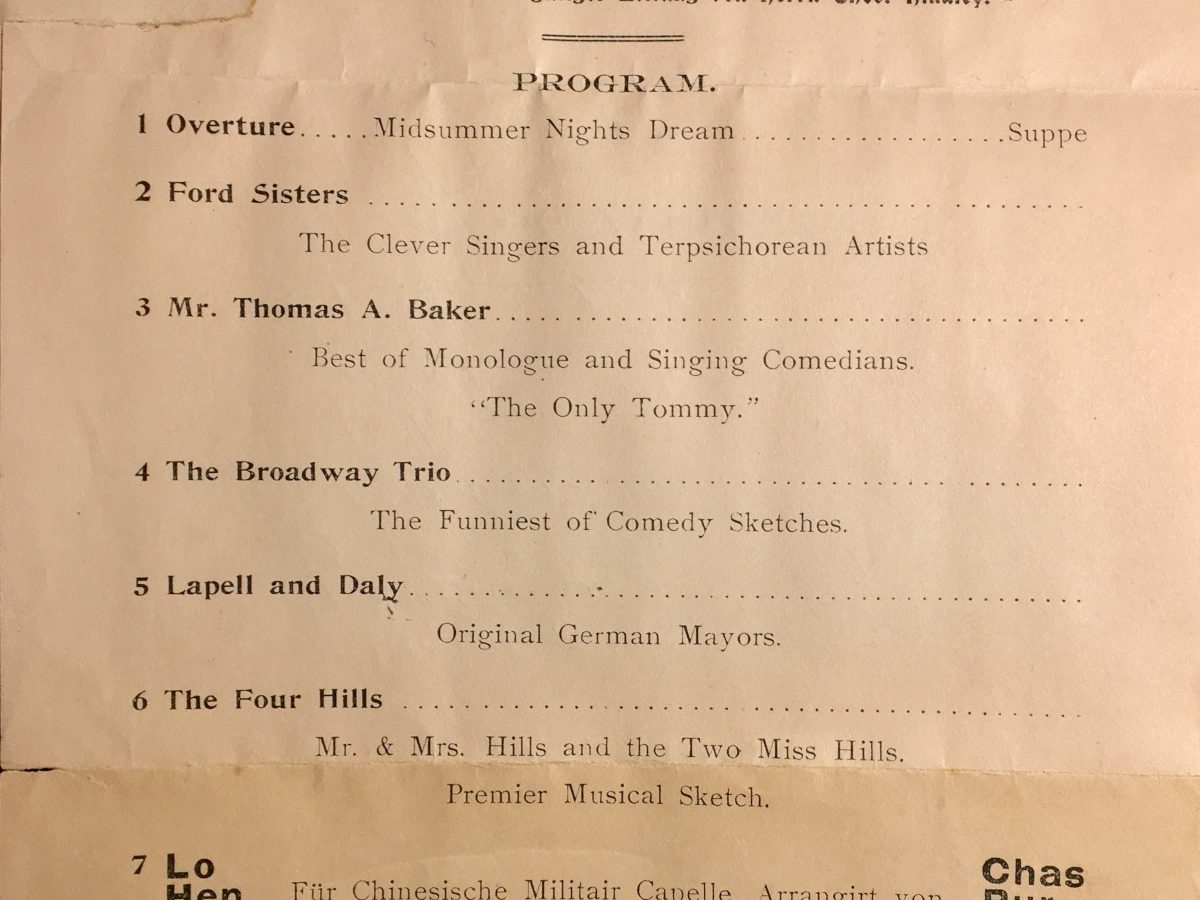 PROGRAM.
1 Overture.....Midsummer Nights Dream..................Suppe
2 Ford Sisters ................................................
The Clever Singers and Terpsichorean Artists
3 Mr. Thomas A. Baker........................................
Best of Monologue and Singing Comedians.
“The Only Tommy.”
4 The Broadway Trio..........................................
The Funniest of Comedy Sketches.
5 Lapell and Daly..............................................
Original German Mayors.
6 The Four Hills ..............................................
Mr. & Mrs. Hills and the Two Miss Hills.
Premier Musical Sketch.
7 Lo Chas
Hen Für Chinesische Militair Capelle, Arrangirt von